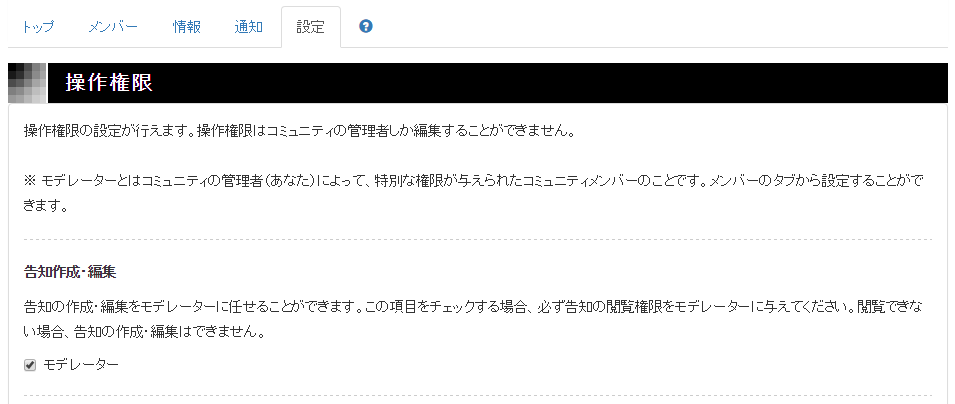 トップ メンバー 情報 通知 設定 ?
操作権限
操作権限の設定が行えます。操作権限はコミュニティの管理者しか編集することができません。
※ モデレーターとはコミュニティの管理者(あなた)によって、特別な権限が与えられたコミュニティメンバーのことです。メンバーのタブから設定することがで
きます。
告知作成・編集
告知の作成・編集をモデレーターに任せることができます。この項目をチェックする場合、必ず告知の閲覧権限をモデレーターに与えてください。閲覧できな
い場合、告知の作成・編集はできません。
モデレーター